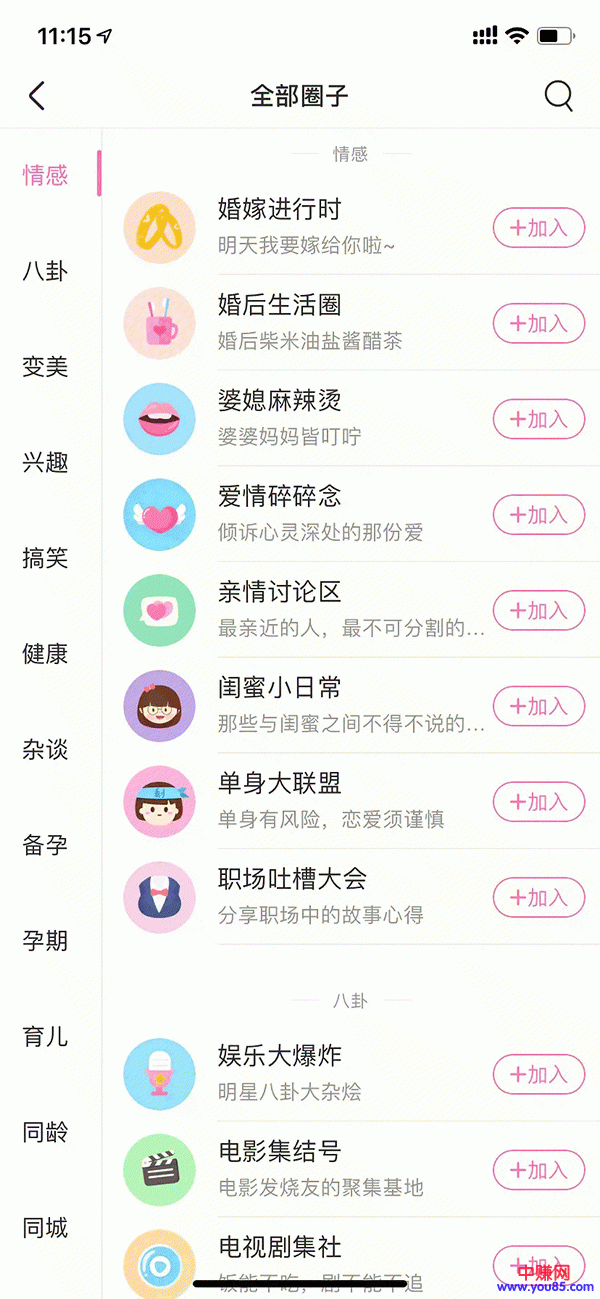 11:15
全部圈子
情感
八卦
变美
兴趣
搞笑
健康
杂谈
备孕
孕期
育儿
同龄
同城
情感
婚嫁进行时
明天我要嫁给你啦~
+加入
婚后生活圈
婚后柴米油盐酱醋茶
+加入
婆媳麻辣烫
婆婆妈妈皆叮咛
+加入
爱情碎碎念
倾诉心灵深处的那份爱
+加入
亲情讨论区
最亲近的人，最不可分割的...
+加入
闺蜜小日常
那些与闺蜜之间不得不说的...
+加入
单身大联盟
单身有风险，恋爱须谨慎
+加入
职场吐槽大会
分享职场中的故事心得
+加入
八卦
娱乐大爆炸
明星八卦大杂烩
+加入
电影集结号
电影发烧友的聚集基地
+加入
电视剧集社
饭能不吃，剧不能不追
+加入
中赚网
www.you85.com